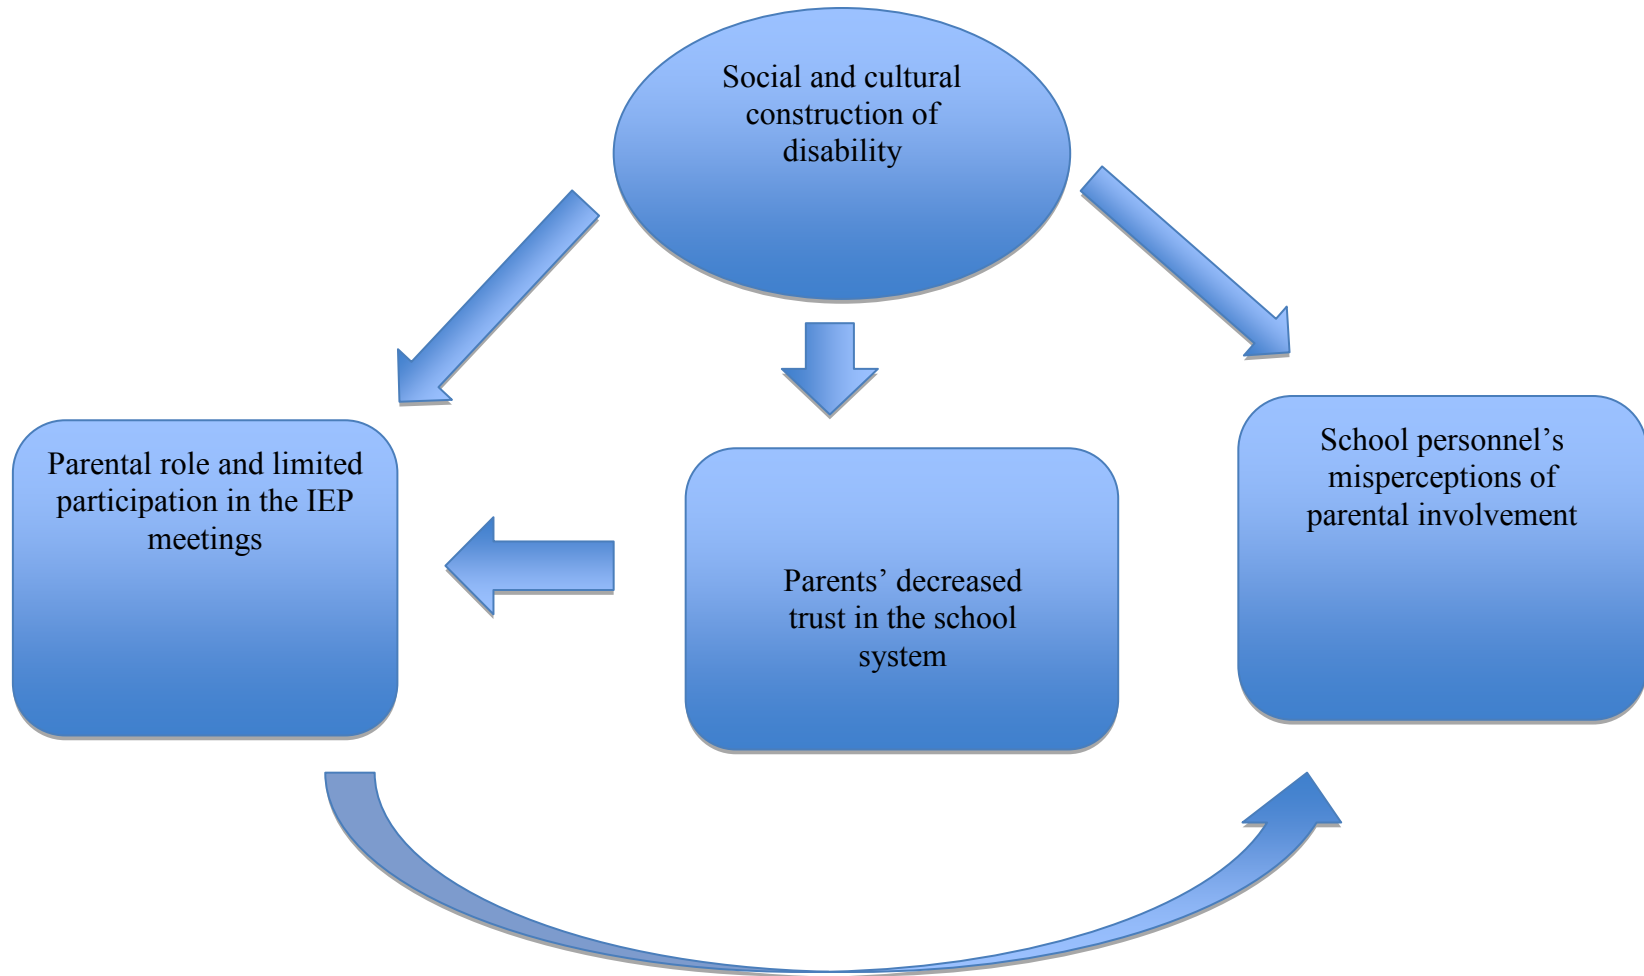 Social and cultural
construction of
disability
Parental role and limited
participation in the IEP
meetings
Parents’ decreased
trust in the school
system
School personnel’s
misperceptions of
parental involvement